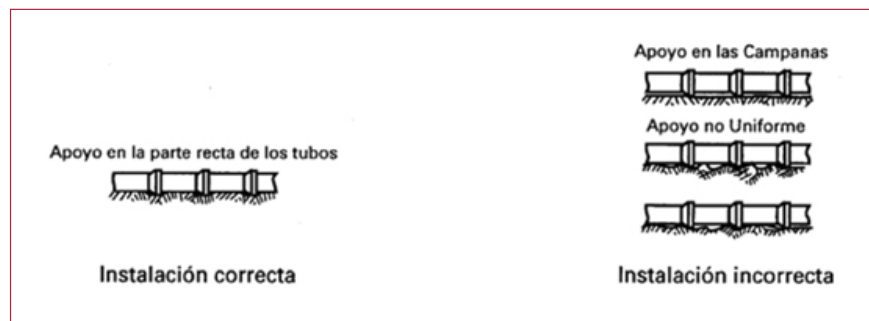 Apoyo en la parte recta de los tubos
Instalación correcta
Apoyo en las Campanas
Apoyo no Uniforme
Instalación incorrecta